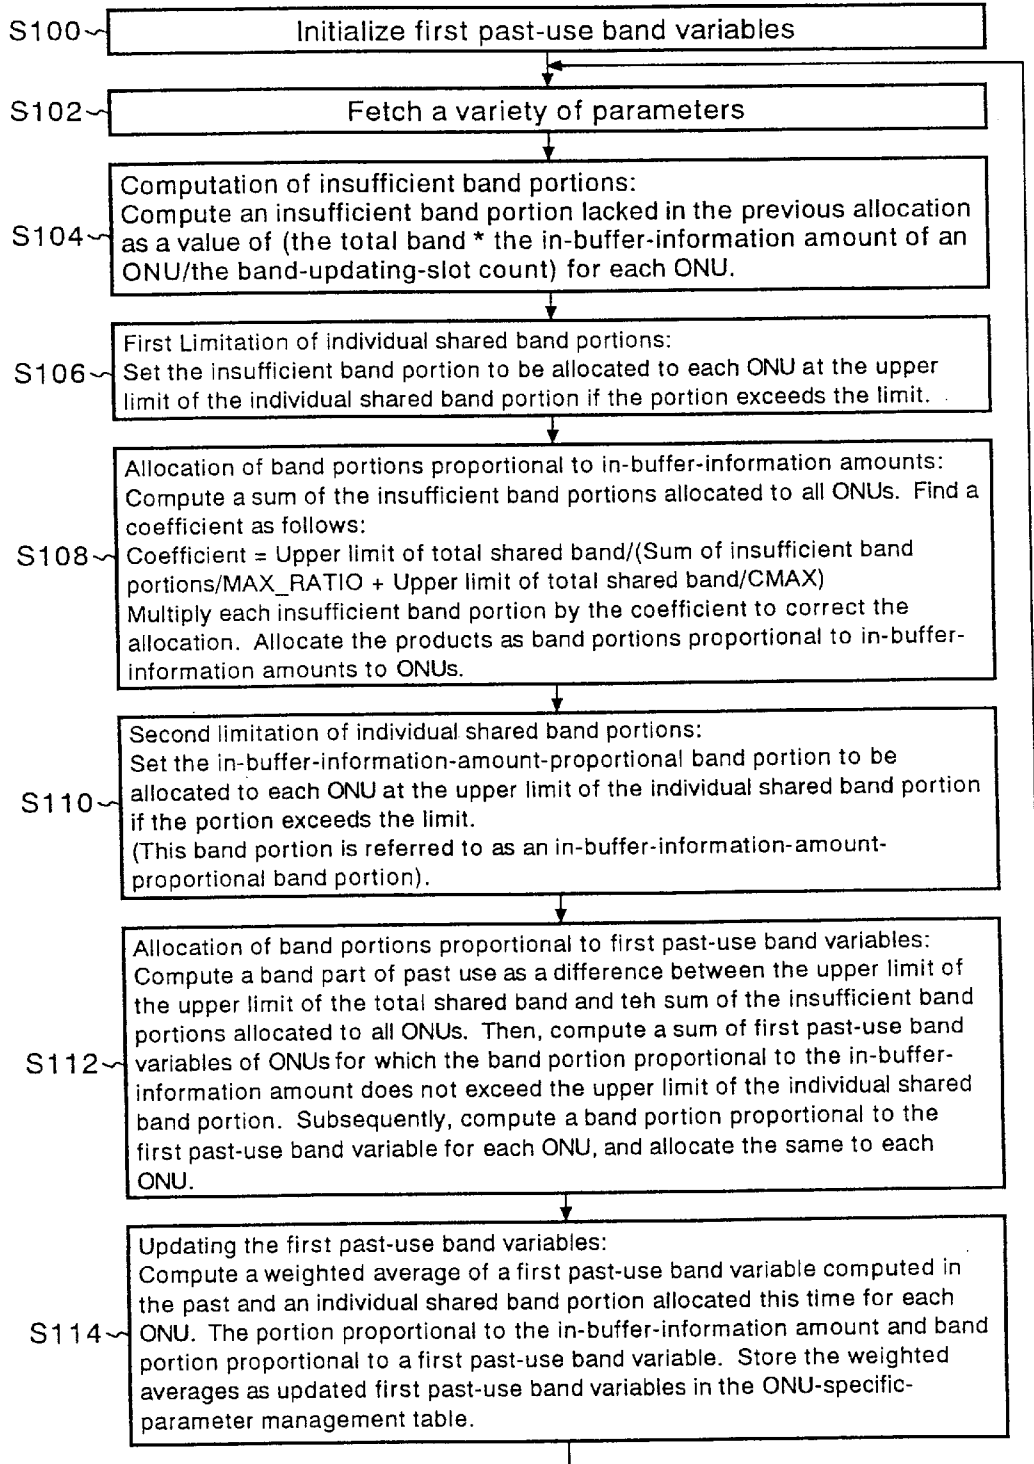 S100
Initialize first past-use band variables
S102
Fetch a variety of parameters
S104
Computation of insufficient band portions:
Compute an insufficient band portion lacked in the previous allocation
as a value of (the total band * the in-buffer-information amount of an
ONU/the band-updating-slot count) for each ONU.
S106
First Limitation of individual shared band portions:
Set the insufficient band portion to be allocated to each ONU at the upper
limit of the individual shared band portion if the portion exceeds the limit.
S108
Allocation of band portions proportional to in-buffer-information amounts:
Compute a sum of the insufficient band portions allocated to all ONUs. Find a
coefficient as follows:
Coefficient = Upper limit of total shared band/(Sum of insufficient band
portions/MAX_RATIO + Upper limit of total shared band/CMAX)
Multiply each insufficient band portion by the coefficient to correct the
allocation. Allocate the products as band portions proportional to in-buffer-
information amounts to ONUs.
S110
Second limitation of individual shared band portions:
Set the in-buffer-information-amount-proportional band portion to be
allocated to each ONU at the upper limit of the individual shared band portion
if the portion exceeds the limit.
(This band portion is referred to as an in-buffer-information-amount-
proportional band portion).
S112
Allocation of band portions proportional to first past-use band variables:
Compute a band part of past use as a difference between the upper limit of
the upper limit of the total shared band and teh sum of the insufficient band
portions allocated to all ONUs. Then, compute a sum of first past-use band
variables of ONUs for which the band portion proportional to the in-buffer-
information amount does not exceed the upper limit of the individual shared
band portion. Subsequently, compute a band portion proportional to the
first past-use band variable for each ONU, and allocate the same to each
ONU.
S114
Updating the first past-use band variables:
Compute a weighted average of a first past-use band variable computed in
the past and an individual shared band portion allocated this time for each
ONU. The portion proportional to the in-buffer-information amount and band
portion proportional to a first past-use band variable. Store the weighted
averages as updated first past-use band variables in the ONU-specific-
parameter management table.